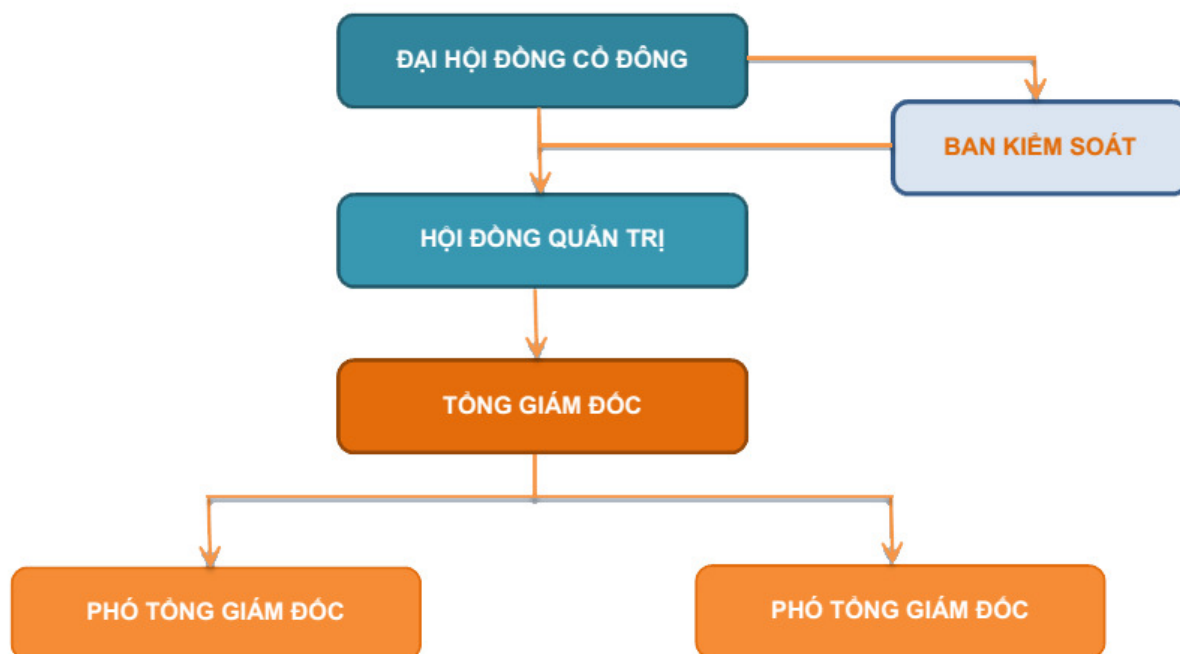 ĐẠI HỘI ĐỒNG CỔ ĐÔNG
BAN KIỂM SOÁT
HỘI ĐỒNG QUẢN TRỊ
TỔNG GIÁM ĐỐC
PHÓ TỔNG GIÁM ĐỐC
PHÓ TỔNG GIÁM ĐỐC